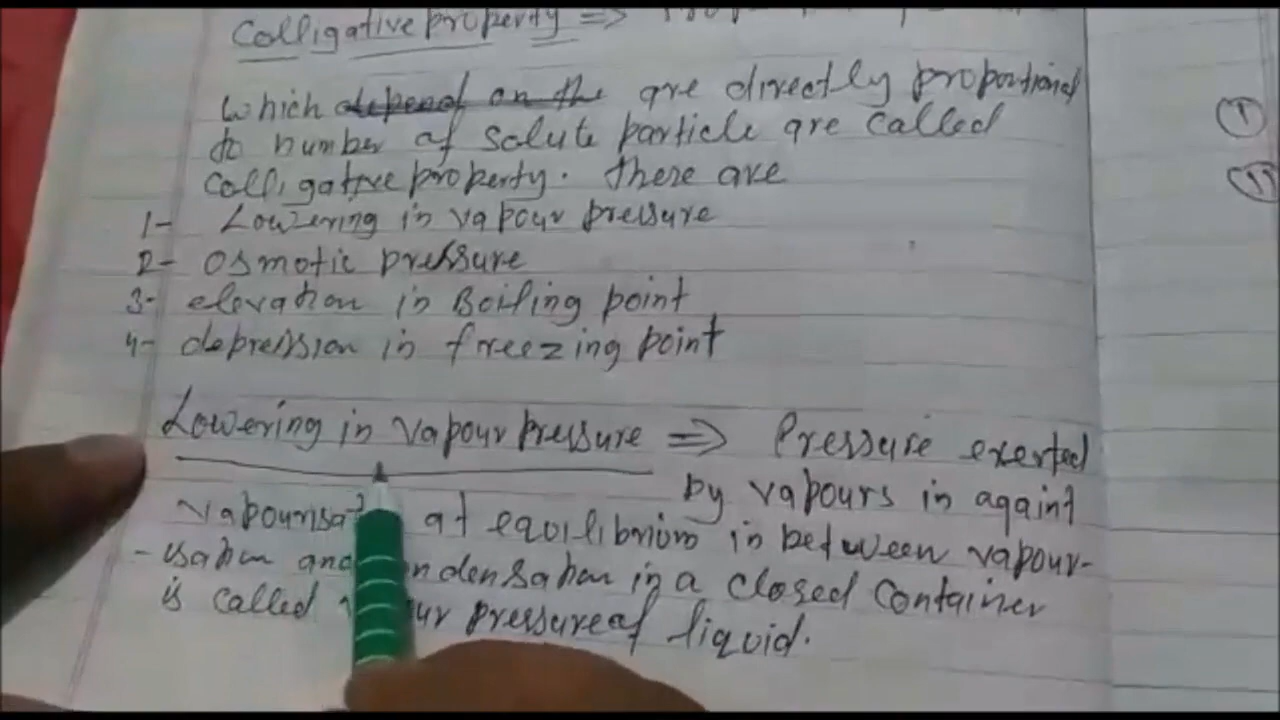 Colligative property =>
which depend on the are directly proportional
to number of solute particle are called
colligative property. There are
1- Lowering in vapour pressure
2- osmotic pressure
3- elevation in Boiling point
4- depression in freezing point
Lowering in vapour pressure => Pressure exerted
by vapours in againt
at equilibrium in between vapour-
-isation and in a closed container
is called pressure of liquid.